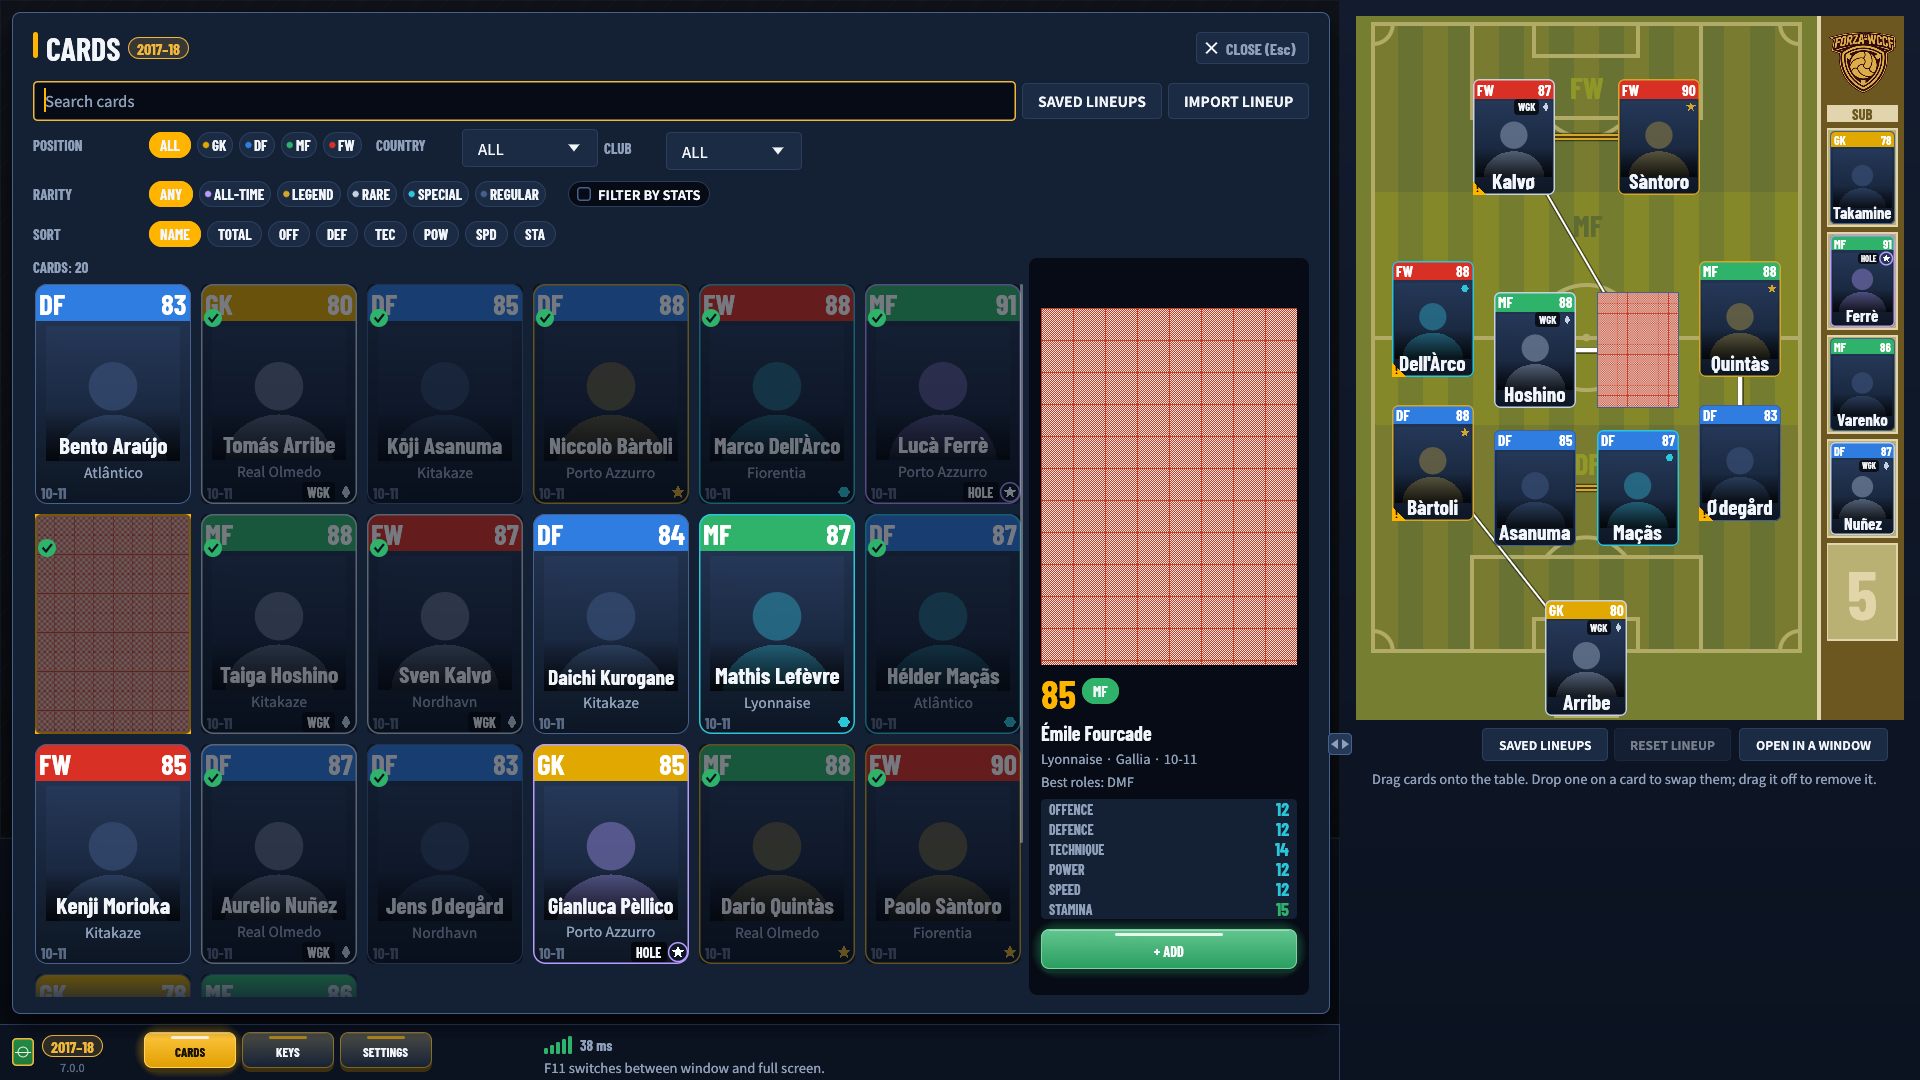 CARDS 2017-18
CLOSE (Esc)
Search cards
SAVED LINEUPS
IMPORT LINEUP
POSITION ALL GK DF MF FW COUNTRY ALL CLUB ALL
RARITY ANY ALL-TIME LEGEND RARE SPECIAL REGULAR FILTER BY STATS
SORT NAME TOTAL OFF DEF TEC POW SPD STA
CARDS: 20
DF 83
Bento Araújo
Atlântico
10-11
GK 80
Tomás Arribe
Real Olmedo
10-11 WGK
DF 85
Kōji Asanuma
Kitakaze
10-11
DF 88
Niccolò Bàrtoli
Porto Azzurro
10-11
FW 88
Marco Dell'Àrco
Fiorentia
10-11
MF 91
Lucà Ferrè
Porto Azzurro
10-11 HOLE
MF 88
Taiga Hoshino
Kitakaze
10-11 WGK
FW 87
Sven Kalvø
Nordhavn
10-11 WGK
DF 84
Daichi Kurogane
Kitakaze
10-11
MF 87
Mathis Lefèvre
Lyonnaise
10-11
DF 87
Hélder Maçãs
Atlântico
10-11
FW 85
Kenji Morioka
Kitakaze
10-11
DF 87
Aurelio Nuñez
Real Olmedo
10-11 WGK
DF 83
Jens Ødegård
Nordhavn
10-11
GK 85
Gianluca Pèllico
Porto Azzurro
10-11 HOLE
MF 88
Dario Quintàs
Real Olmedo
10-11
FW 90
Paolo Sàntoro
Fiorentia
10-11
GK 78
MF 86
85 MF
Émile Fourcade
Lyonnaise · Gallia · 10-11
Best roles: DMF
OFFENCE 12
DEFENCE 12
TECHNIQUE 14
POWER 12
SPEED 12
STAMINA 15
+ ADD
2017-18
7.0.0
CARDS
KEYS
SETTINGS
38 ms
F11 switches between window and full screen.
FW
MF
DF
FW 87
WGK
Kalvø
FW 90
Sàntoro
FW 88
Dell'Àrco
MF 88
WGK
Hoshino
MF 88
Quintàs
DF 88
Bàrtoli
DF 85
Asanuma
DF 87
Maçãs
DF 83
Ødegård
GK 80
WGK
Arribe
FORZA-WCCF
SUB
GK 78
Takamine
MF 91
HOLE
Ferrè
MF 86
Varenko
DF 87
WGK
Nuñez
5
SAVED LINEUPS
RESET LINEUP
OPEN IN A WINDOW
Drag cards onto the table. Drop one on a card to swap them; drag it off to remove it.